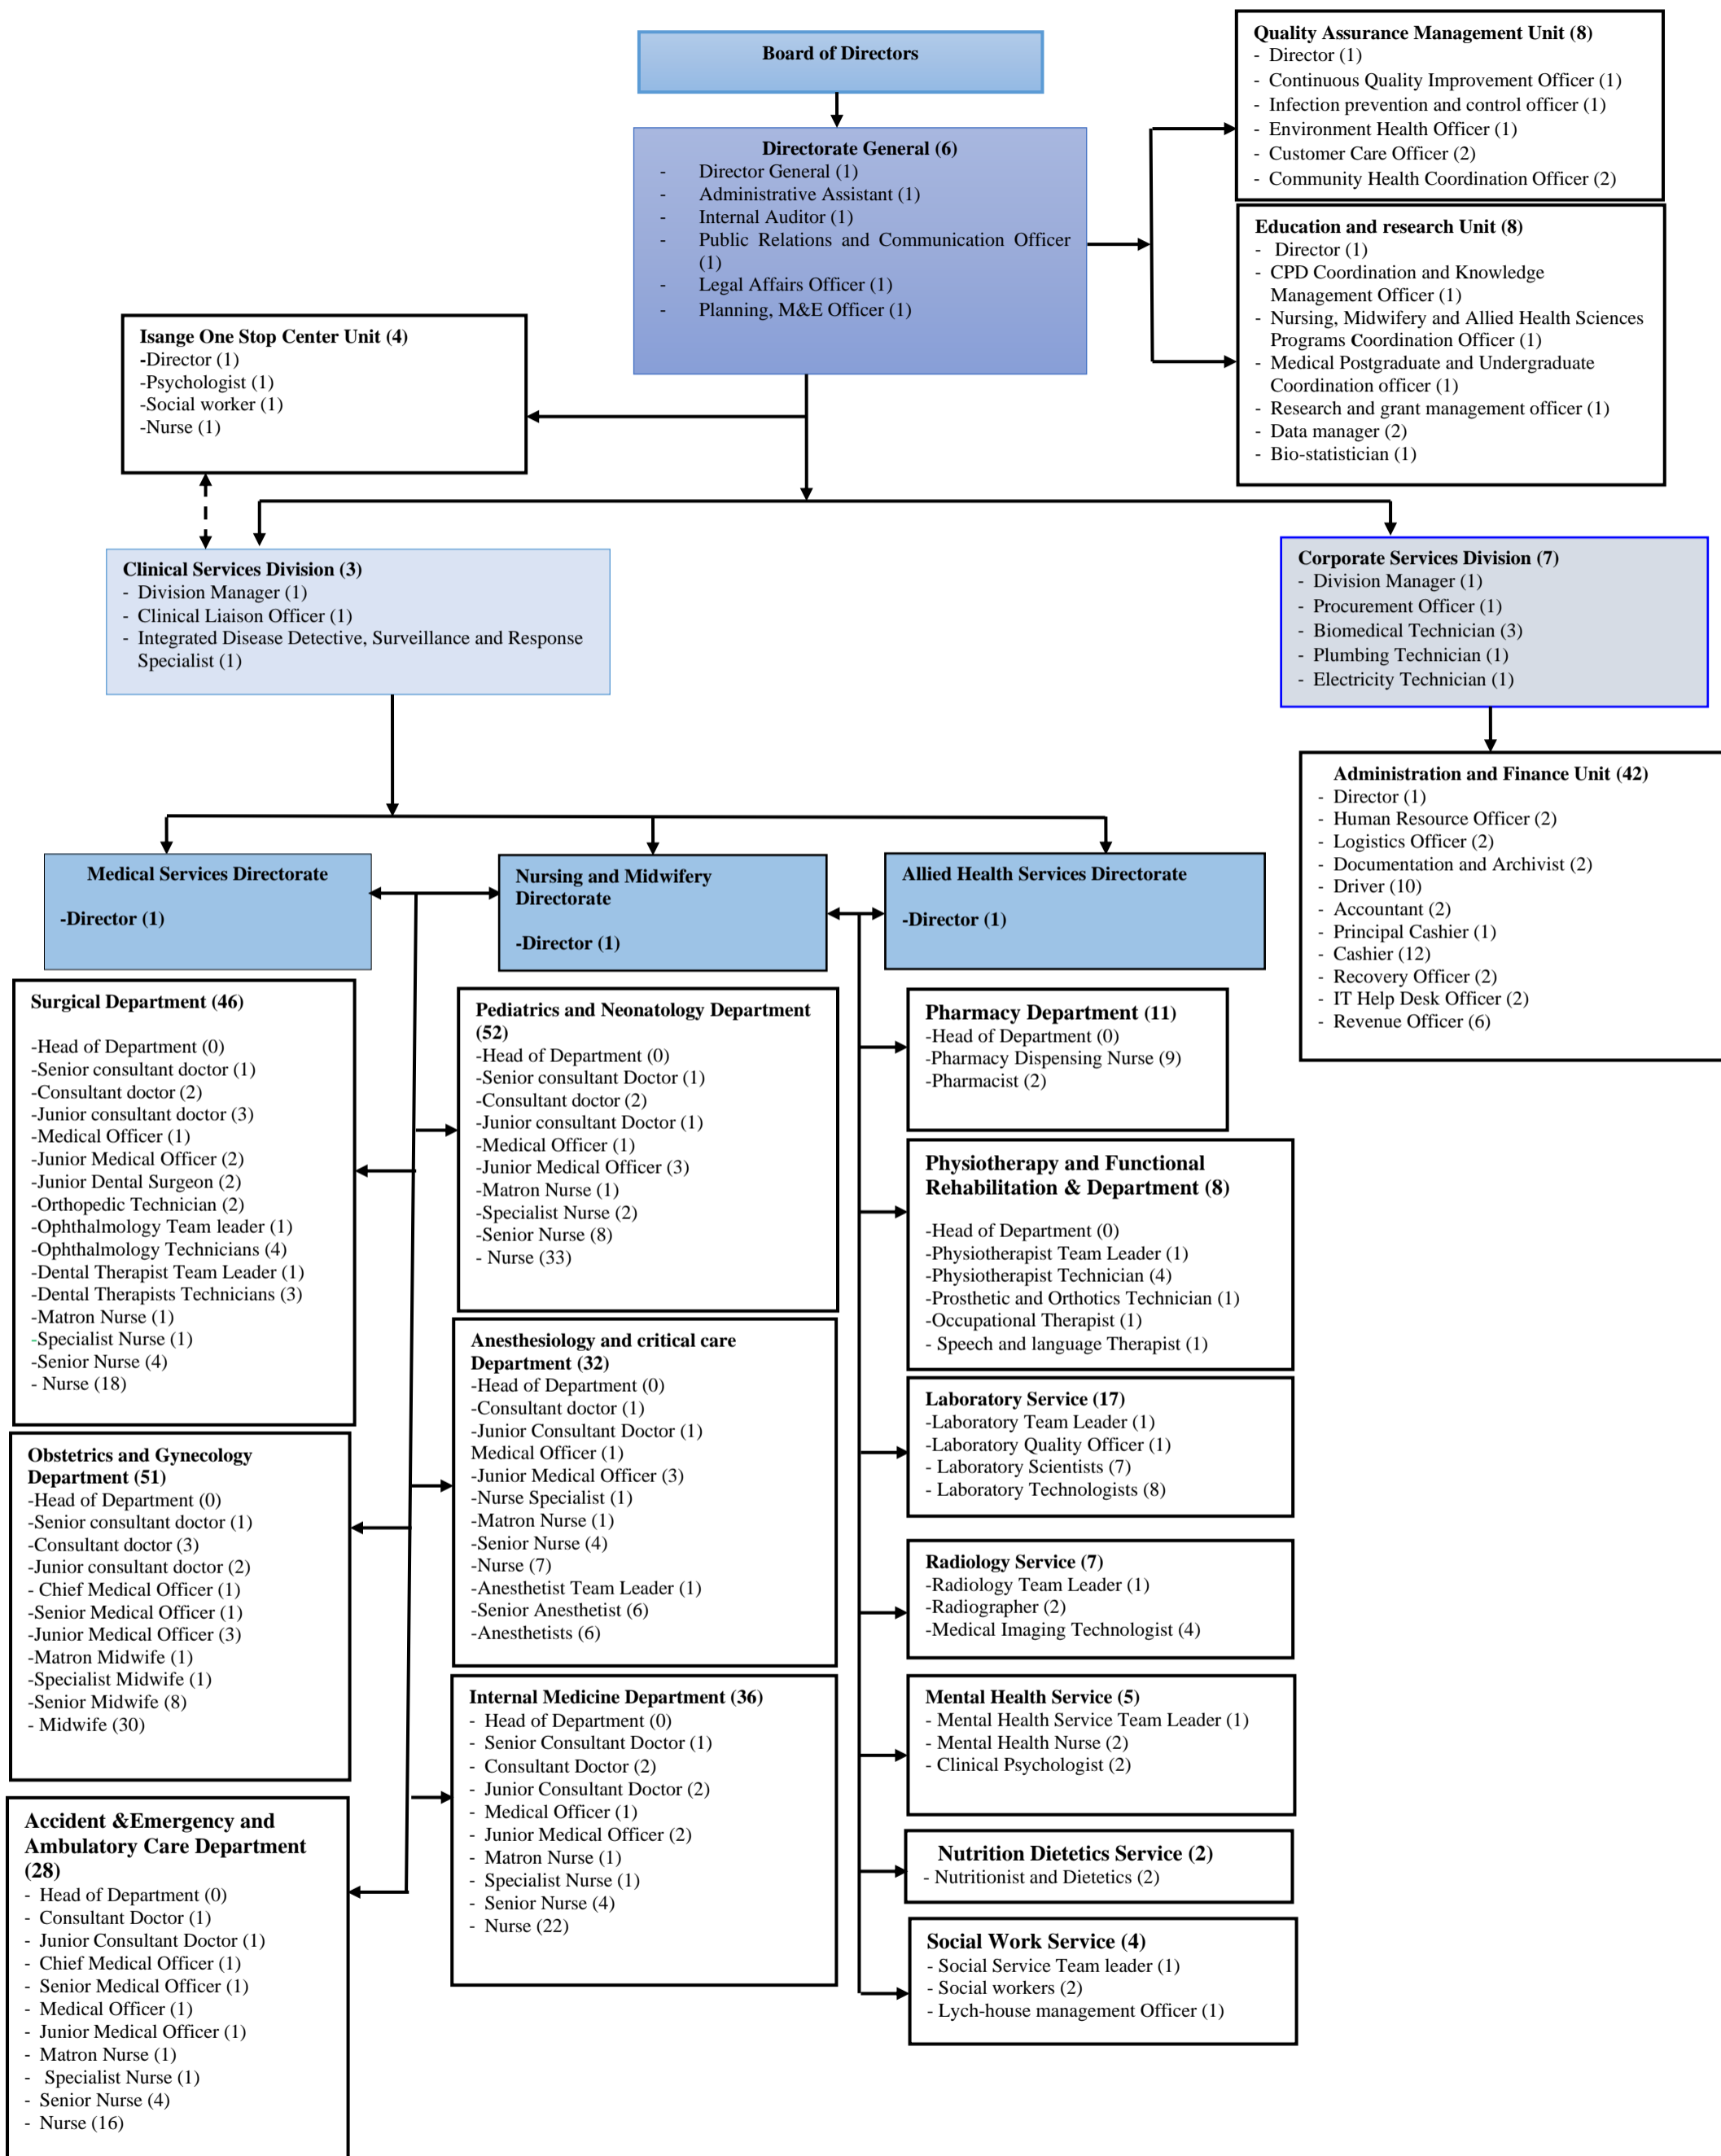 Board of Directors
Directorate General (6)
- Director General (1)
- Administrative Assistant (1)
- Internal Auditor (1)
- Public Relations and Communication Officer
(1)
- Legal Affairs Officer (1)
- Planning, M&E Officer (1)
Quality Assurance Management Unit (8)
- Director (1)
- Continuous Quality Improvement Officer (1)
- Infection prevention and control officer (1)
- Environment Health Officer (1)
- Customer Care Officer (2)
- Community Health Coordination Officer (2)
Education and research Unit (8)
- Director (1)
- CPD Coordination and Knowledge
Management Officer (1)
- Nursing, Midwifery and Allied Health Sciences
Programs Coordination Officer (1)
- Medical Postgraduate and Undergraduate
Coordination officer (1)
- Research and grant management officer (1)
- Data manager (2)
- Bio-statistician (1)
Isange One Stop Center Unit (4)
-Director (1)
-Psychologist (1)
-Social worker (1)
-Nurse (1)
Clinical Services Division (3)
- Division Manager (1)
- Clinical Liaison Officer (1)
- Integrated Disease Detective, Surveillance and Response
Specialist (1)
Corporate Services Division (7)
- Division Manager (1)
- Procurement Officer (1)
- Biomedical Technician (3)
- Plumbing Technician (1)
- Electricity Technician (1)
Administration and Finance Unit (42)
- Director (1)
- Human Resource Officer (2)
- Logistics Officer (2)
- Documentation and Archivist (2)
- Driver (10)
- Accountant (2)
- Principal Cashier (1)
- Cashier (12)
- Recovery Officer (2)
- IT Help Desk Officer (2)
- Revenue Officer (6)
Medical Services Directorate
-Director (1)
Nursing and Midwifery
Directorate
-Director (1)
Allied Health Services Directorate
-Director (1)
Surgical Department (46)
-Head of Department (0)
-Senior consultant doctor (1)
-Consultant doctor (2)
-Junior consultant doctor (3)
-Medical Officer (1)
-Junior Medical Officer (2)
-Junior Dental Surgeon (2)
-Orthopedic Technician (2)
-Ophthalmology Team leader (1)
-Ophthalmology Technicians (4)
-Dental Therapist Team Leader (1)
-Dental Therapists Technicians (3)
-Matron Nurse (1)
-Specialist Nurse (1)
-Senior Nurse (4)
- Nurse (18)
Obstetrics and Gynecology
Department (51)
-Head of Department (0)
-Senior consultant doctor (1)
-Consultant doctor (3)
-Junior consultant doctor (2)
- Chief Medical Officer (1)
-Senior Medical Officer (1)
-Junior Medical Officer (3)
-Matron Midwife (1)
-Specialist Midwife (1)
-Senior Midwife (8)
- Midwife (30)
Accident &Emergency and
Ambulatory Care Department
(28)
- Head of Department (0)
- Consultant Doctor (1)
- Junior Consultant Doctor (1)
- Chief Medical Officer (1)
- Senior Medical Officer (1)
- Medical Officer (1)
- Junior Medical Officer (1)
- Matron Nurse (1)
- Specialist Nurse (1)
- Senior Nurse (4)
- Nurse (16)
Pediatrics and Neonatology Department
(52)
-Head of Department (0)
-Senior consultant Doctor (1)
-Consultant doctor (2)
-Junior consultant Doctor (1)
-Medical Officer (1)
-Junior Medical Officer (3)
-Matron Nurse (1)
-Specialist Nurse (2)
-Senior Nurse (8)
- Nurse (33)
Anesthesiology and critical care
Department (32)
-Head of Department (0)
-Consultant doctor (1)
-Junior Consultant Doctor (1)
Medical Officer (1)
-Junior Medical Officer (3)
-Nurse Specialist (1)
-Matron Nurse (1)
-Senior Nurse (4)
-Nurse (7)
-Anesthetist Team Leader (1)
-Senior Anesthetist (6)
-Anesthetists (6)
Internal Medicine Department (36)
- Head of Department (0)
- Senior Consultant Doctor (1)
- Consultant Doctor (2)
- Junior Consultant Doctor (2)
- Medical Officer (1)
- Junior Medical Officer (2)
- Matron Nurse (1)
- Specialist Nurse (1)
- Senior Nurse (4)
- Nurse (22)
Pharmacy Department (11)
-Head of Department (0)
-Pharmacy Dispensing Nurse (9)
-Pharmacist (2)
Physiotherapy and Functional
Rehabilitation & Department (8)
-Head of Department (0)
-Physiotherapist Team Leader (1)
-Physiotherapist Technician (4)
-Prosthetic and Orthotics Technician (1)
-Occupational Therapist (1)
- Speech and language Therapist (1)
Laboratory Service (17)
-Laboratory Team Leader (1)
-Laboratory Quality Officer (1)
- Laboratory Scientists (7)
- Laboratory Technologists (8)
Radiology Service (7)
-Radiology Team Leader (1)
-Radiographer (2)
-Medical Imaging Technologist (4)
Mental Health Service (5)
- Mental Health Service Team Leader (1)
- Mental Health Nurse (2)
- Clinical Psychologist (2)
Nutrition Dietetics Service (2)
- Nutritionist and Dietetics (2)
Social Work Service (4)
- Social Service Team leader (1)
- Social workers (2)
- Lych-house management Officer (1)